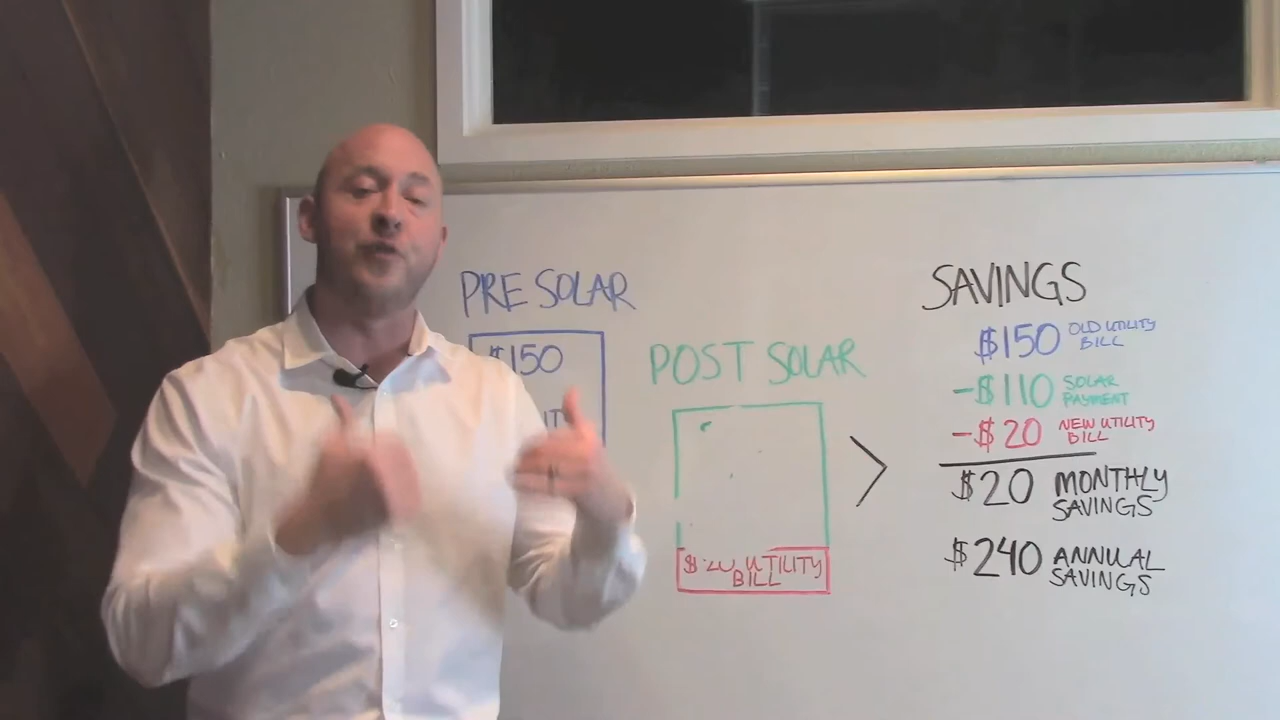 PRE SOLAR
$150
POST SOLAR
UTILITY
BILL
SAVINGS
$150 OLD UTILITY
BILL
-$110 SOLAR
PAYMENT
-$20 NEW UTILITY
BILL
$20 MONTHLY
SAVINGS
$240 ANNUAL
SAVINGS